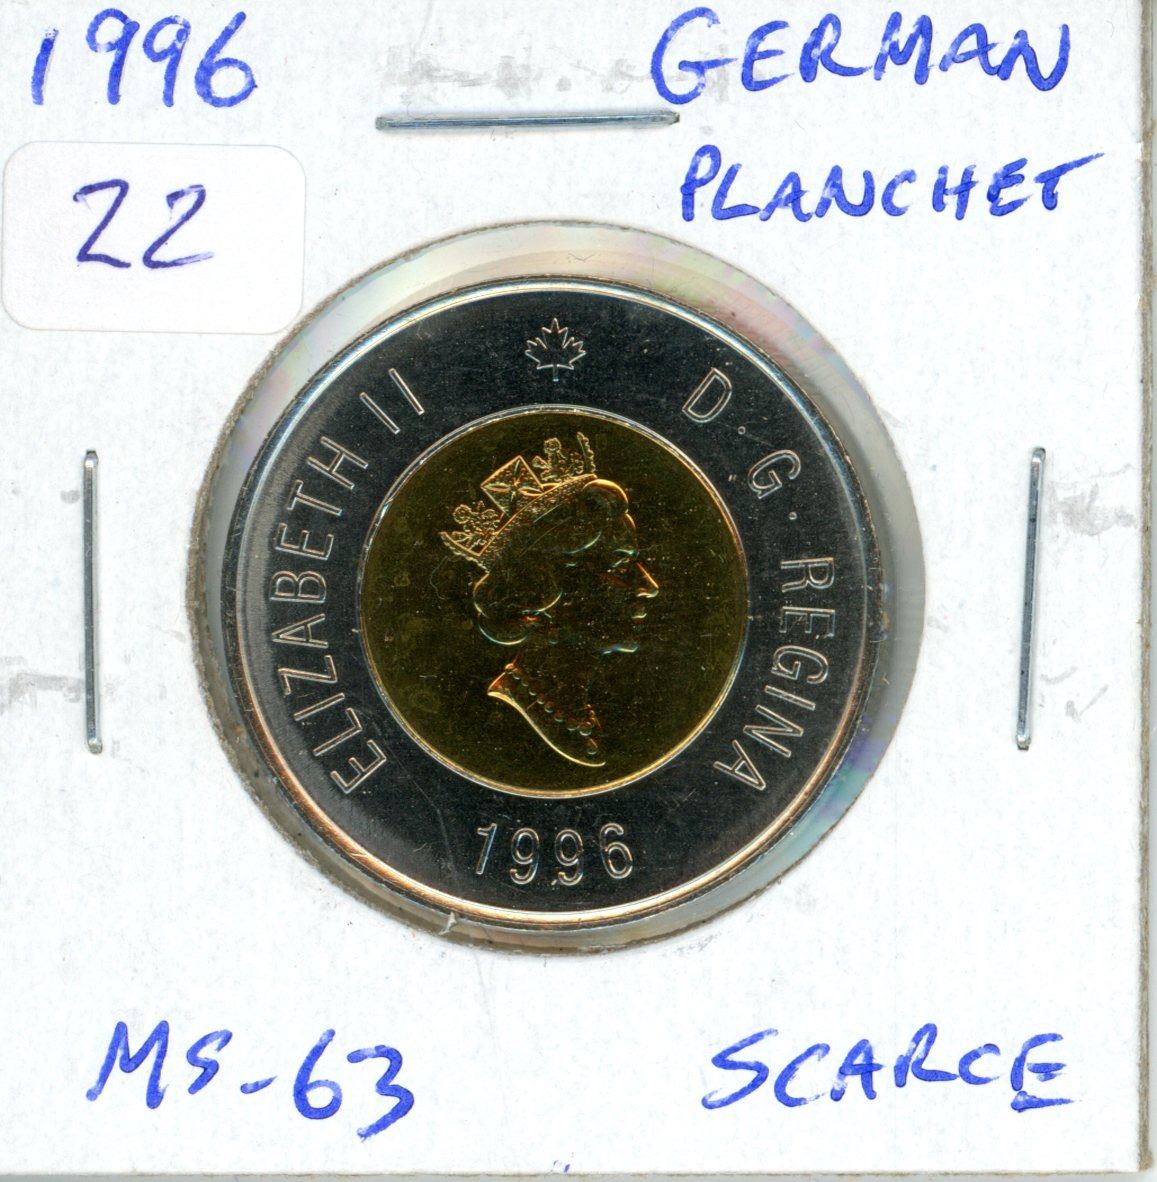 1996
GERMAN
PLANCHET
22
ELIZABETH II
D. G. REGINA
1996
MS-63
SCARCE